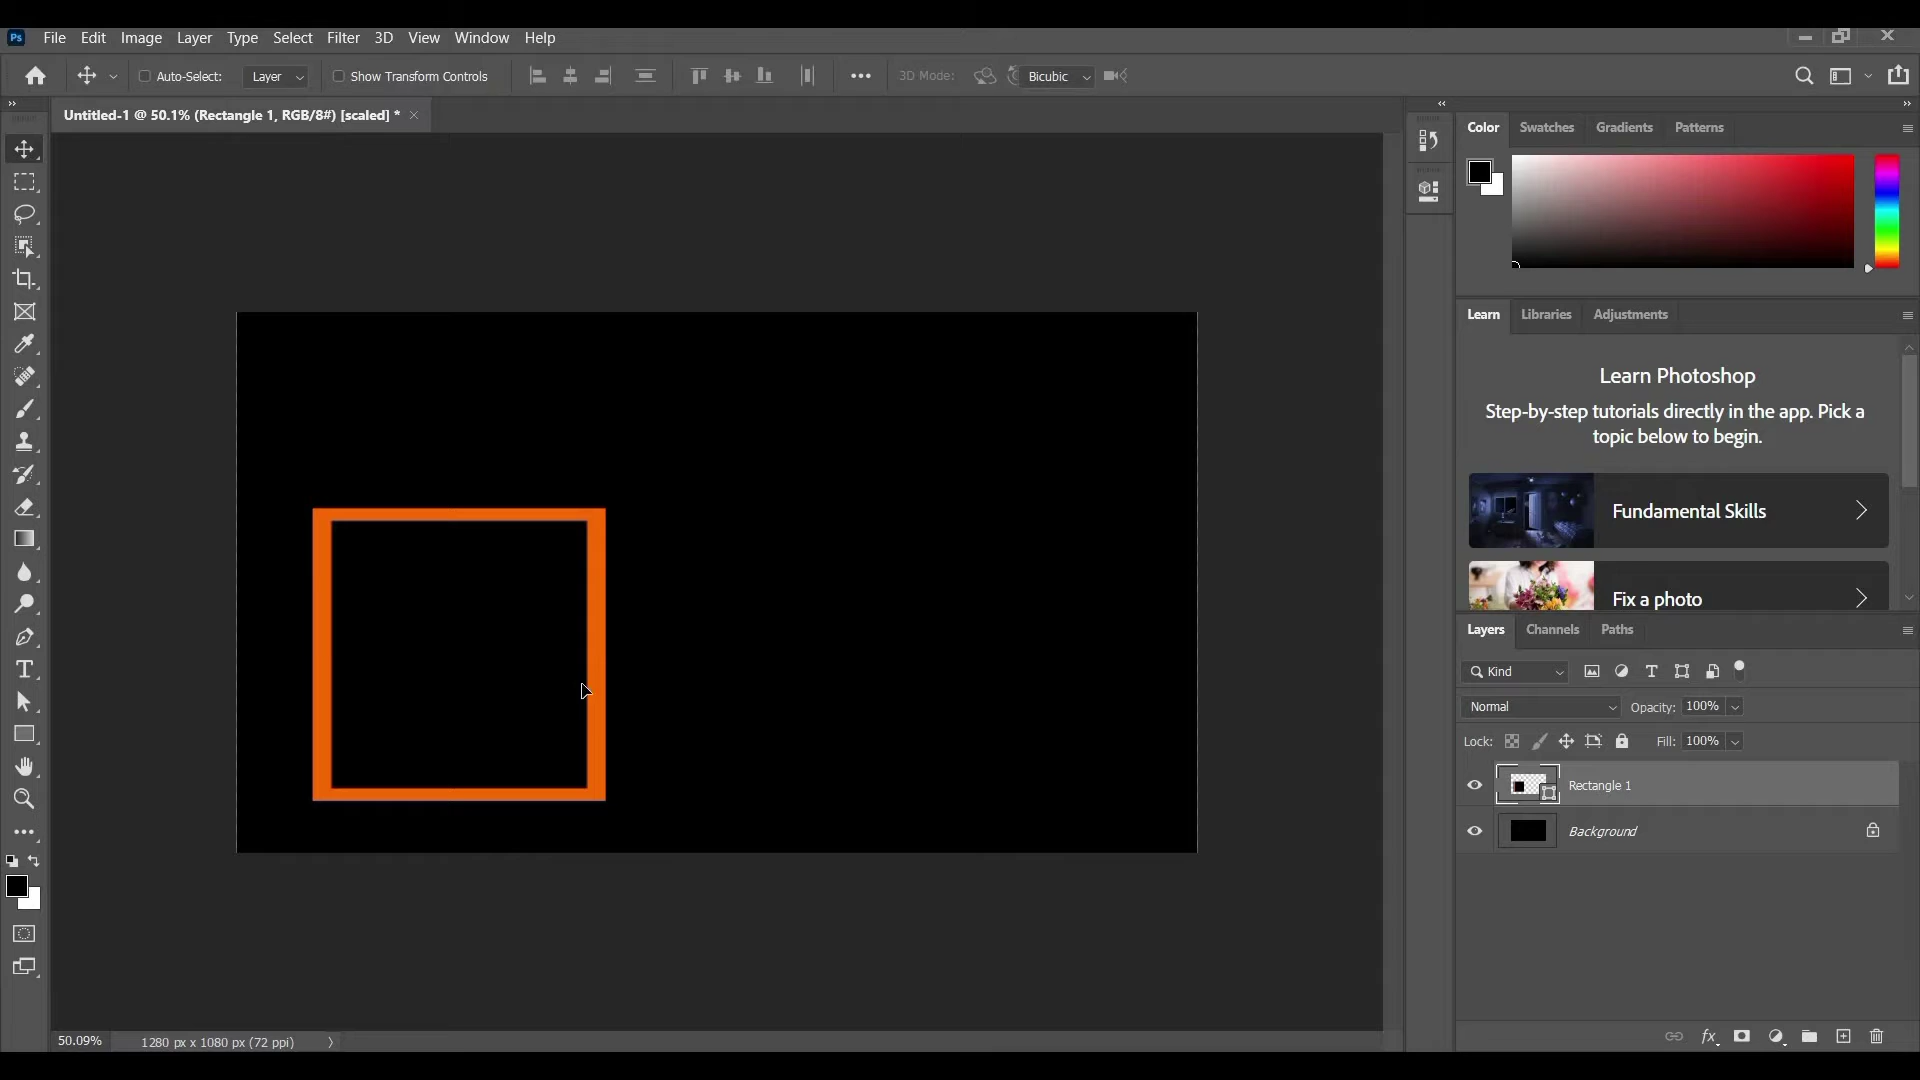 Ps File Edit Image Layer Type Select Filter 3D View Window Help
Auto-Select: Layer Show Transform Controls 3D Mode: Bicubic
Untitled-1 @ 50.1% (Rectangle 1, RGB/8#) [scaled] *
Color Swatches Gradients Patterns
Learn Libraries Adjustments
Learn Photoshop
Step-by-step tutorials directly in the app. Pick a
topic below to begin.
Fundamental Skills
Fix a photo
Layers Channels Paths
Kind
Normal Opacity: 100%
Lock: Fill: 100%
Rectangle 1
Background
fx
50.09% 1280 px x 1080 px (72 ppi)